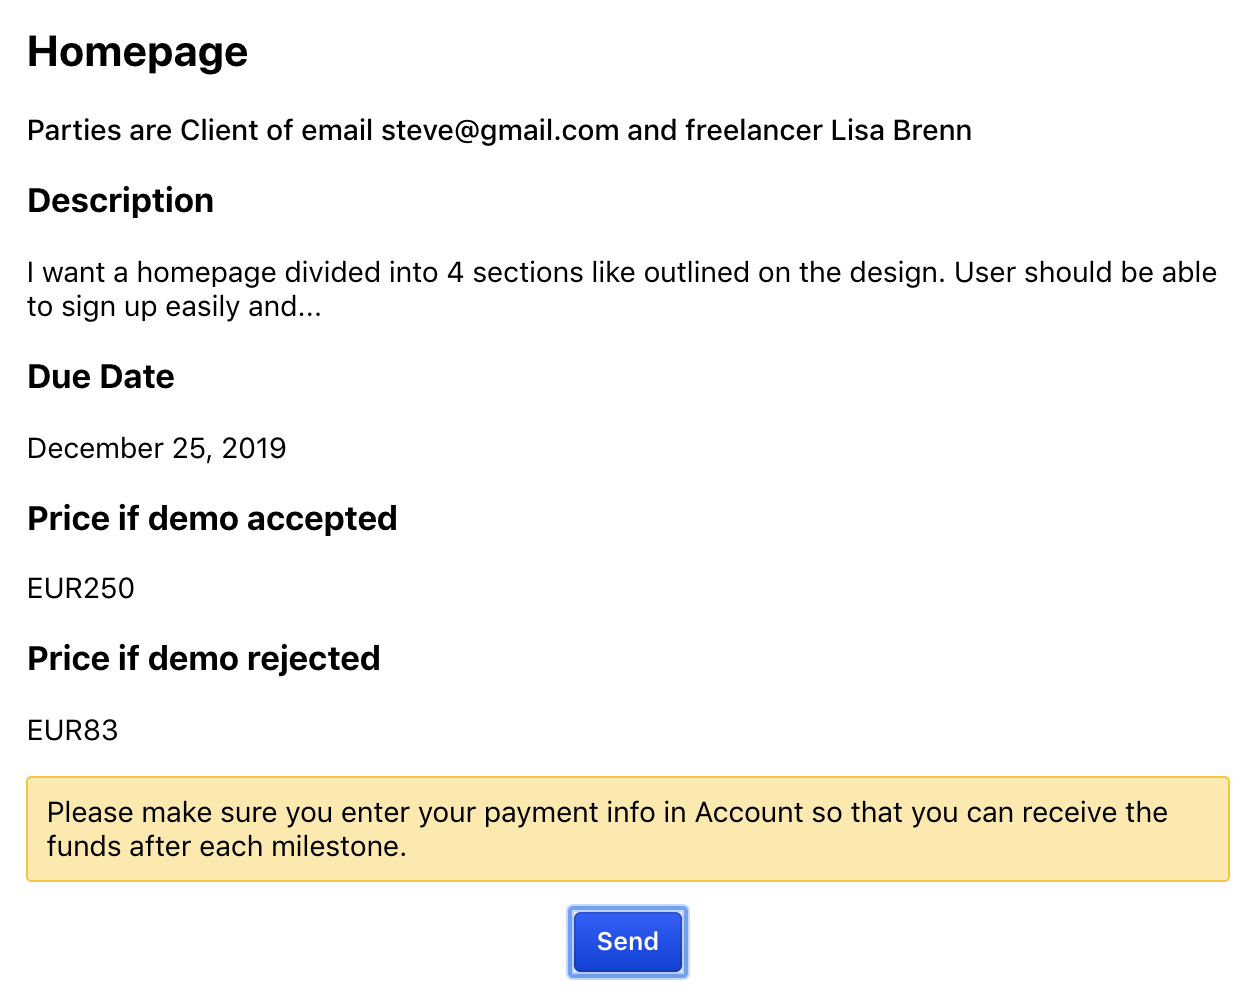 Homepage
Parties are Client of email steve@gmail.com and freelancer Lisa Brenn
Description
I want a homepage divided into 4 sections like outlined on the design. User should be able
to sign up easily and...
Due Date
December 25, 2019
Price if demo accepted
EUR250
Price if demo rejected
EUR83
Please make sure you enter your payment info in Account so that you can receive the
funds after each milestone.
Send